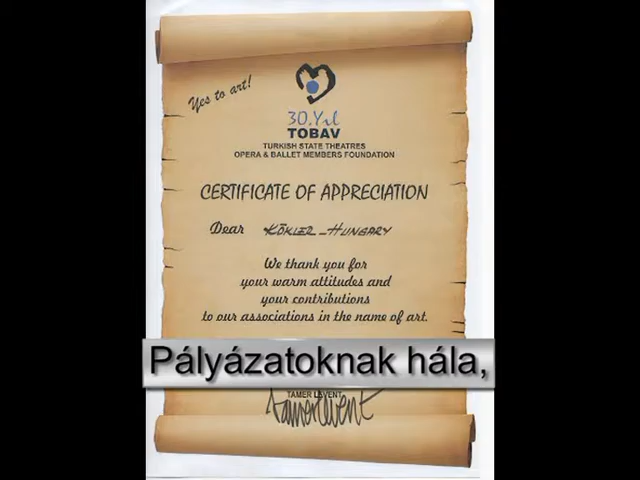 Yes to art!
30.Yıl
TOBAV
TURKISH STATE THEATRES
OPERA & BALLET MEMBERS FOUNDATION
CERTIFICATE OF APPRECIATION
Dear KÖKLER - HUNGARY
We thank you for
your warm attitudes and
your contributions
to our associations in the name of art.
Pályázatoknak hála,
TAMER LEVENT
Tamer Levent